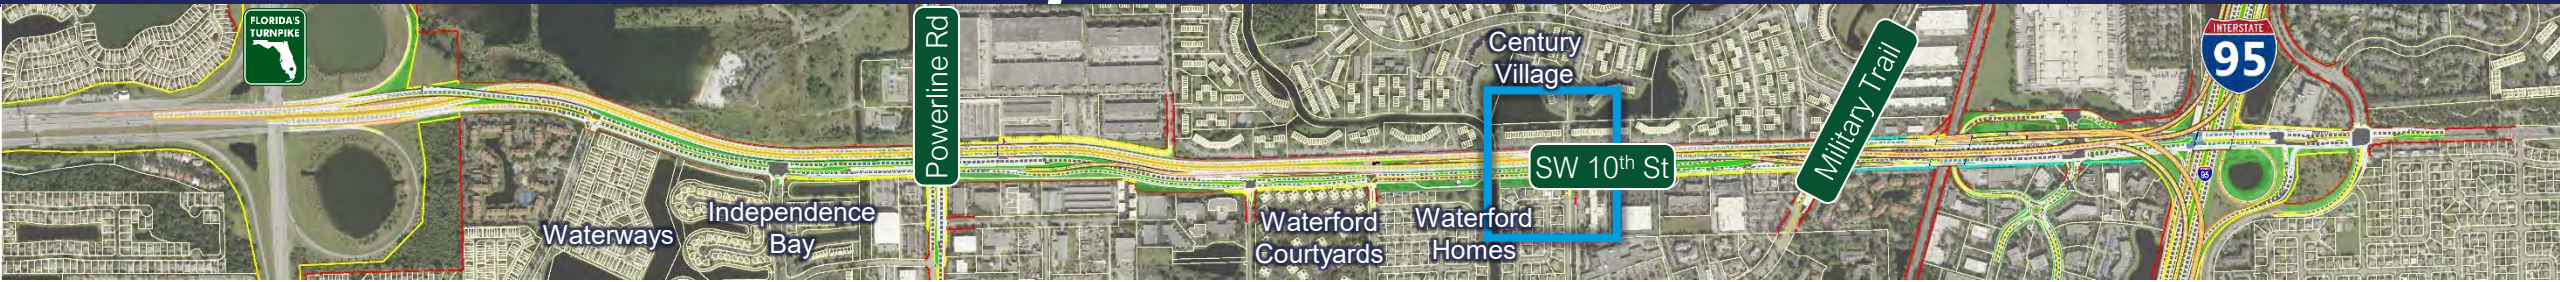 FLORIDA'S
TURNPIKE
Powerline Rd
Century
Village
Military Trail
INTERSTATE
95
SW 10th St
Waterways
Independence
Bay
Waterford
Courtyards
Waterford
Homes
95